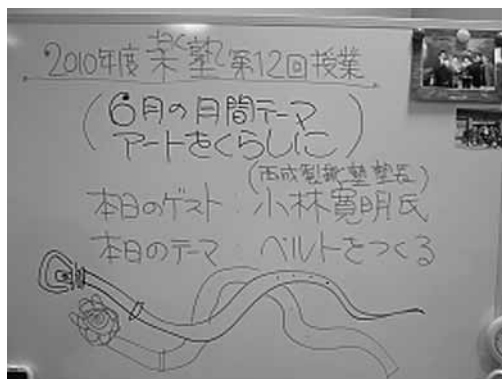 2010年度 楽塾 第12回授業
(6月の月間テーマ
アートをくらしに)
(西成製靴塾塾長)
本日のゲスト：小林寛明氏
本日のテーマ：ベルトをつくる